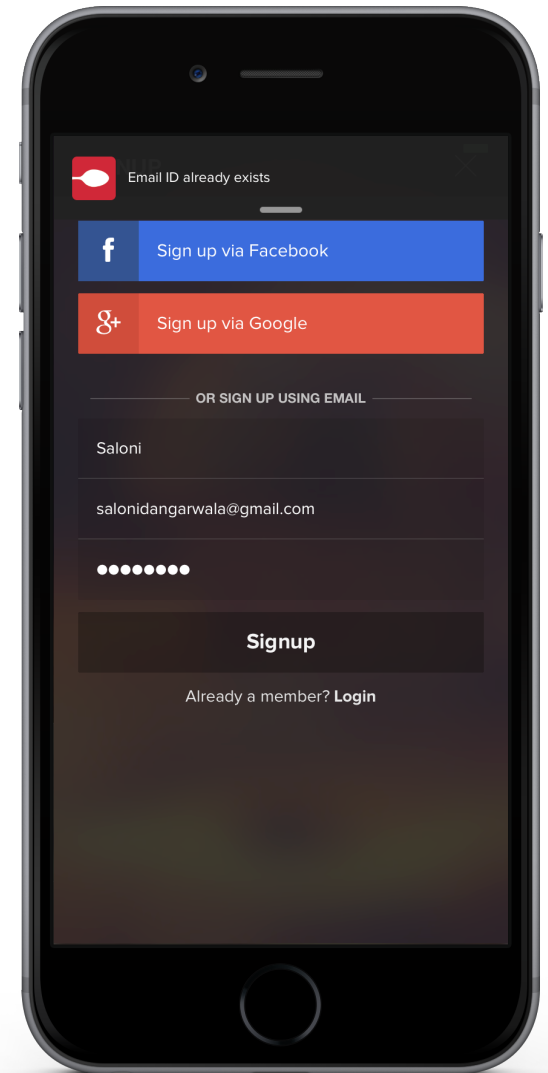 Email ID already exists
f Sign up via Facebook
g+ Sign up via Google
OR SIGN UP USING EMAIL
Saloni
salonidangarwala@gmail.com
Signup
Already a member? Login